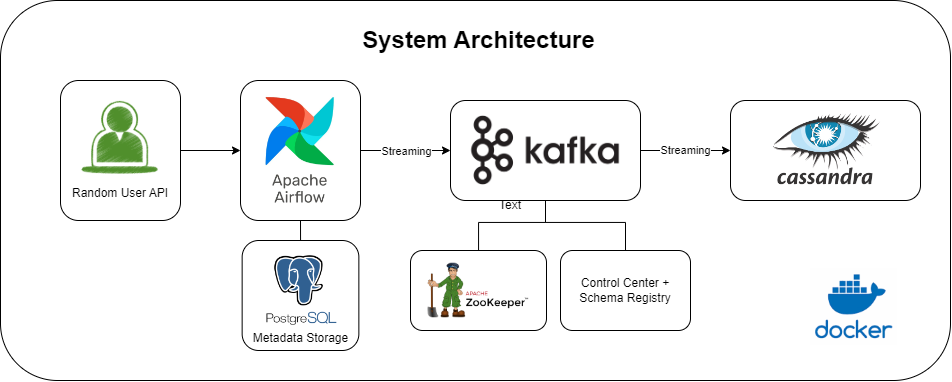 System Architecture
Random User API
Apache
Airflow
Streaming
kafka
Streaming
cassandra
Text
PostgreSQL
Metadata Storage
APACHE
ZooKeeper™
Control Center +
Schema Registry
docker